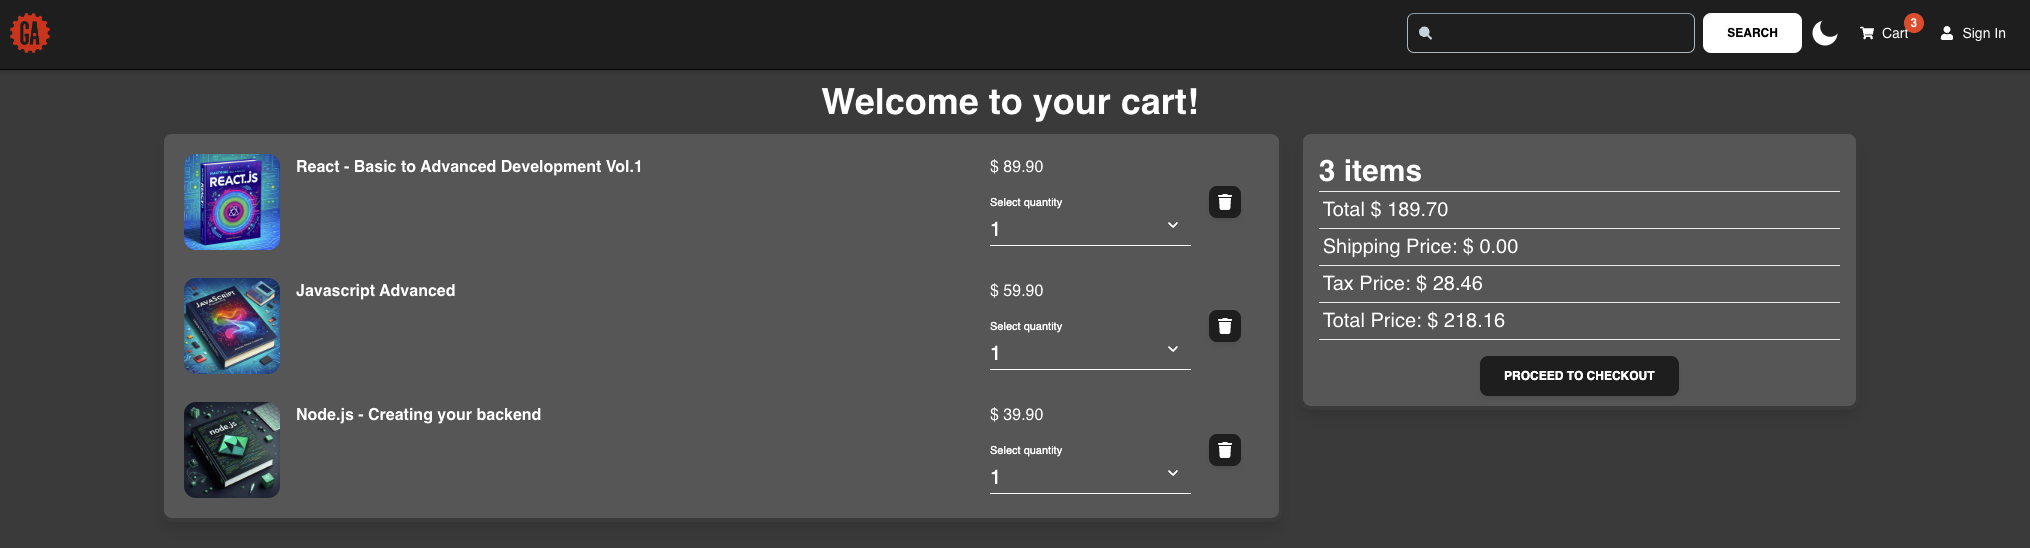 GA
SEARCH
Cart
3
Sign In
Welcome to your cart!
REACT.JS
React - Basic to Advanced Development Vol.1
$ 89.90
Select quantity
1
JAVASCRIPT
Javascript Advanced
$ 59.90
Select quantity
1
node.js
Node.js - Creating your backend
$ 39.90
Select quantity
1
3 items
Total $ 189.70
Shipping Price: $ 0.00
Tax Price: $ 28.46
Total Price: $ 218.16
PROCEED TO CHECKOUT